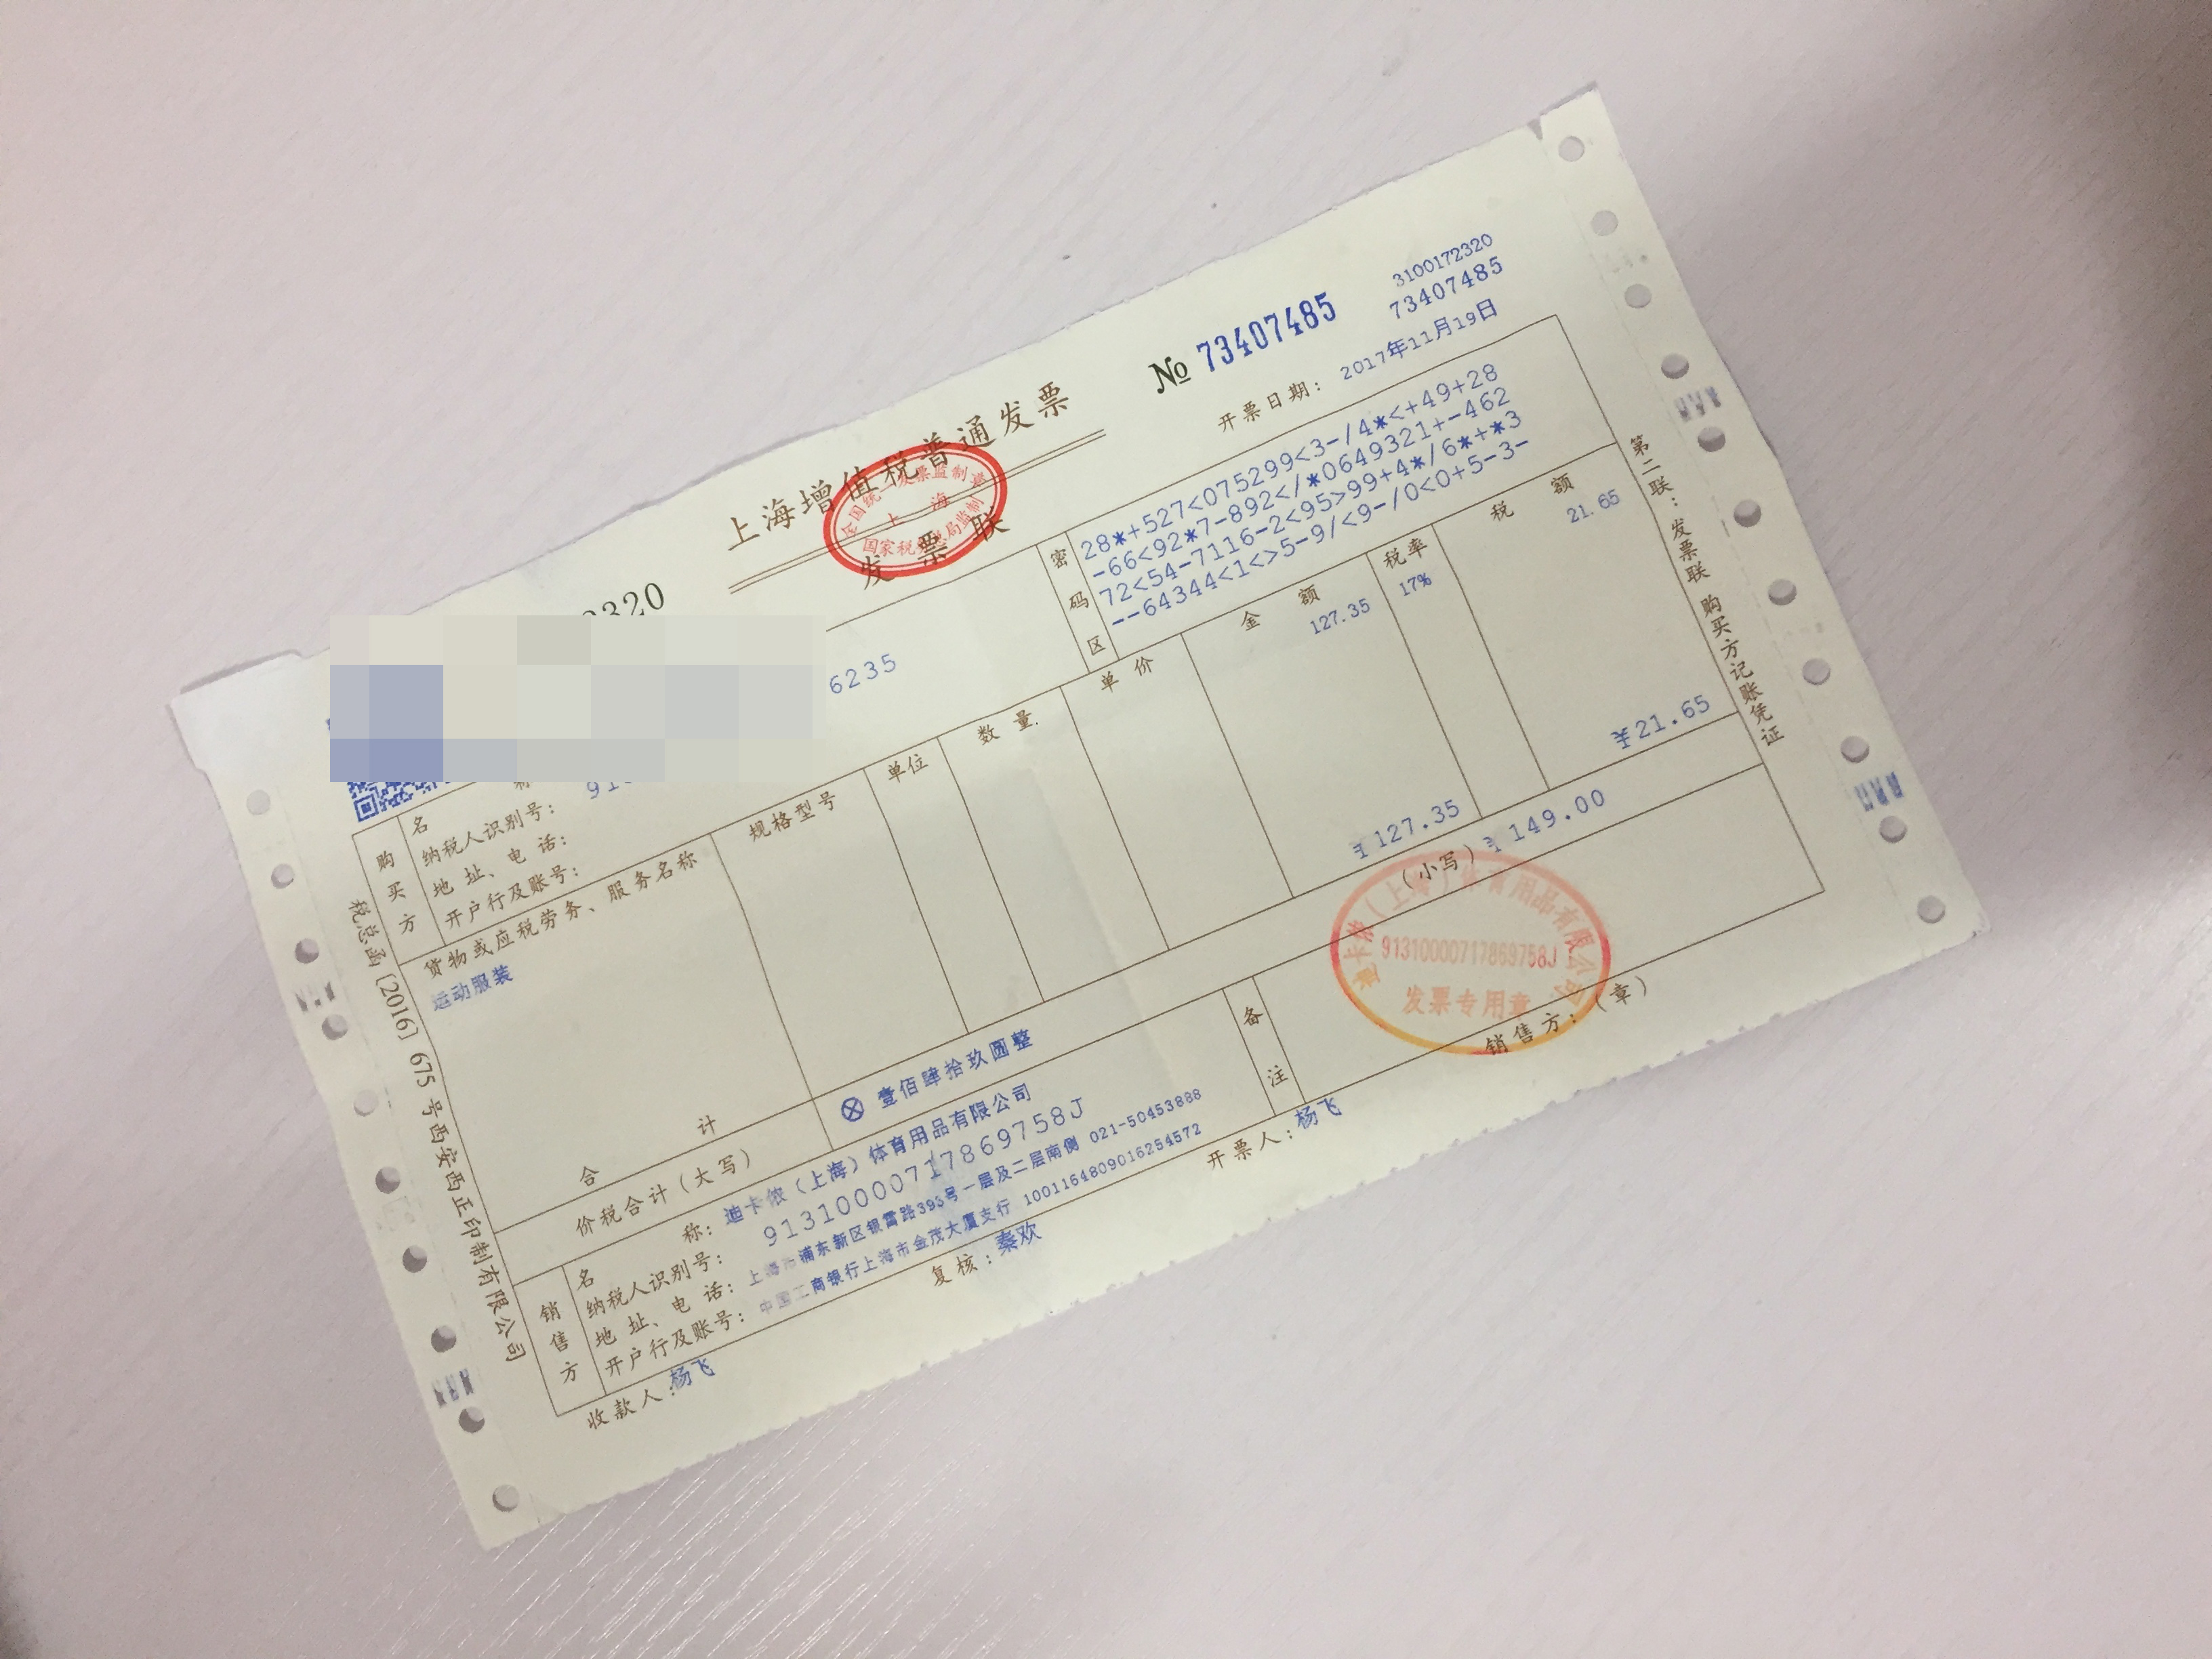 3100172320
73407485
上海增值税普通发票
发票联
全国统一发票监制章
上海
国家税务总局监制
№ 73407485
开票日期: 2017年11月19日
2320
购买方
名称
纳税人识别号: 91
6235
地址、电话:
开户行及账号:
密码区
28*+527<075299<3-/4*<+49+28
-66<92*7-892</*0649321+-462
72<54-7116-2<95>99+4*/6*+*3
--64344<1<>5-9/<9-/0<0+5-3-
货物或应税劳务、服务名称 规格型号 单位 数量 单价 金额 税率 税额
运动服装 127.35 17% 21.65
合计 ¥127.35 ¥21.65
价税合计(大写) ⊗壹佰肆拾玖圆整 (小写) ¥149.00
销售方
名称: 迪卡侬(上海)体育用品有限公司
纳税人识别号: 91310000717869758J
地址、电话: 上海市浦东新区银霄路393号一层及二层南侧 021-50453888
开户行及账号: 中国工商银行上海市金茂大厦支行 1001164809016254572
备注
迪卡侬(上海)体育用品有限公司
91310000717869758J
发票专用章
收款人: 杨飞 复核: 秦欢 开票人: 杨飞 销售方: (章)
税总函〔2016〕675号西安西正印制有限公司
第二联: 发票联 购买方记账凭证